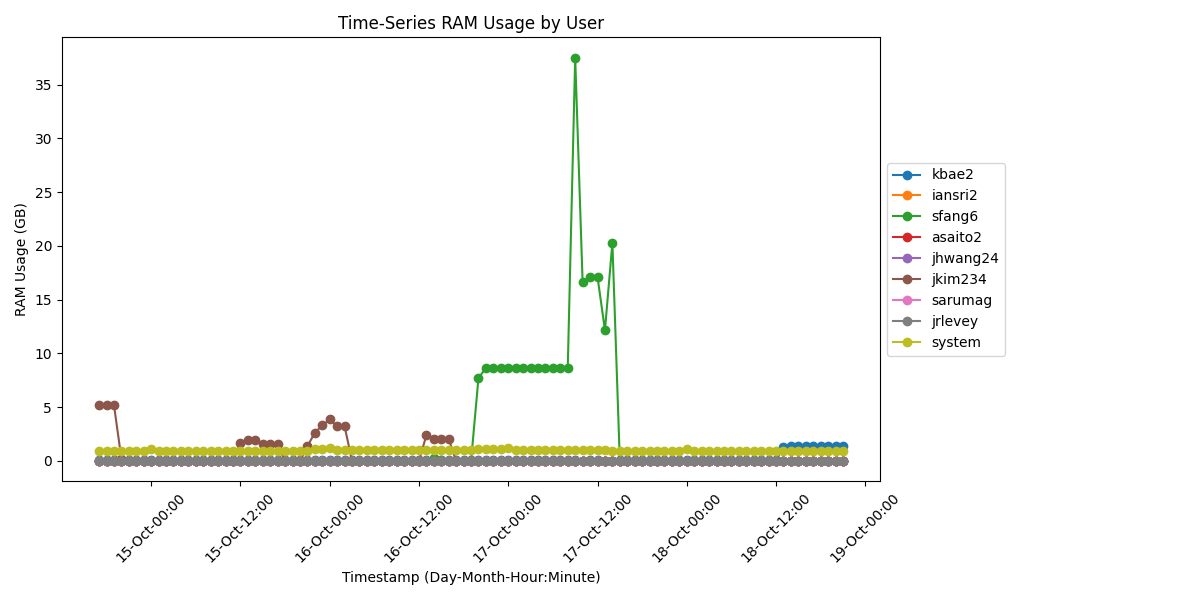 Time-Series RAM Usage by User
RAM Usage (GB)
35
30
25
20
15
10
5
0
15-Oct-00:00
15-Oct-12:00
16-Oct-00:00
16-Oct-12:00
17-Oct-00:00
17-Oct-12:00
18-Oct-00:00
18-Oct-12:00
19-Oct-00:00
Timestamp (Day-Month-Hour:Minute)
kbae2
iansri2
sfang6
asaito2
jhwang24
jkim234
sarumag
jrlevey
system